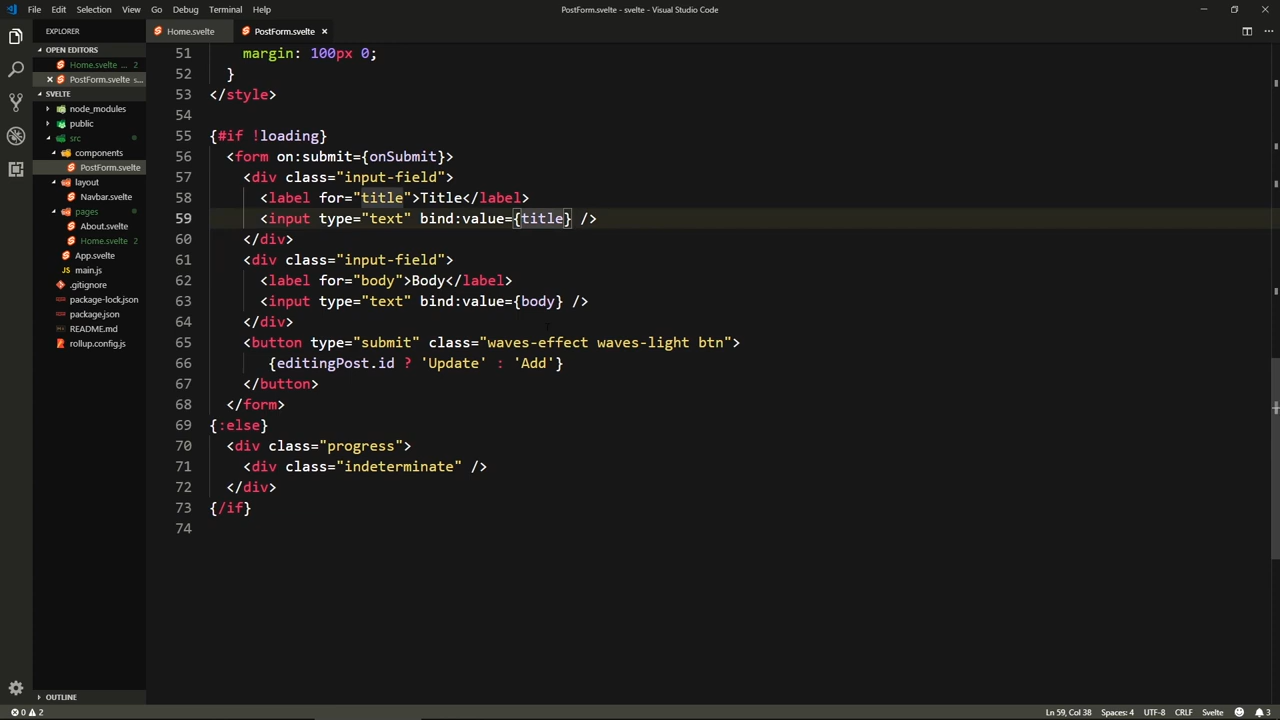 File Edit Selection View Go Debug Terminal Help
PostForm.svelte - svelte - Visual Studio Code
EXPLORER
OPEN EDITORS
Home.svelte ... 2
PostForm.svelte s...
SVELTE
node_modules
public
src
components
PostForm.svelte
layout
Navbar.svelte
pages
About.svelte
Home.svelte 2
App.svelte
main.js
.gitignore
package-lock.json
package.json
README.md
rollup.config.js
OUTLINE
Home.svelte PostForm.svelte
51 margin: 100px 0;
52 }
53 </style>
54
55 {#if !loading}
56 <form on:submit={onSubmit}>
57 <div class="input-field">
58 <label for="title">Title</label>
59 <input type="text" bind:value={title} />
60 </div>
61 <div class="input-field">
62 <label for="body">Body</label>
63 <input type="text" bind:value={body} />
64 </div>
65 <button type="submit" class="waves-effect waves-light btn">
66 {editingPost.id ? 'Update' : 'Add'}
67 </button>
68 </form>
69 {:else}
70 <div class="progress">
71 <div class="indeterminate" />
72 </div>
73 {/if}
74
0 2 Ln 59, Col 38 Spaces: 4 UTF-8 CRLF Svelte 3